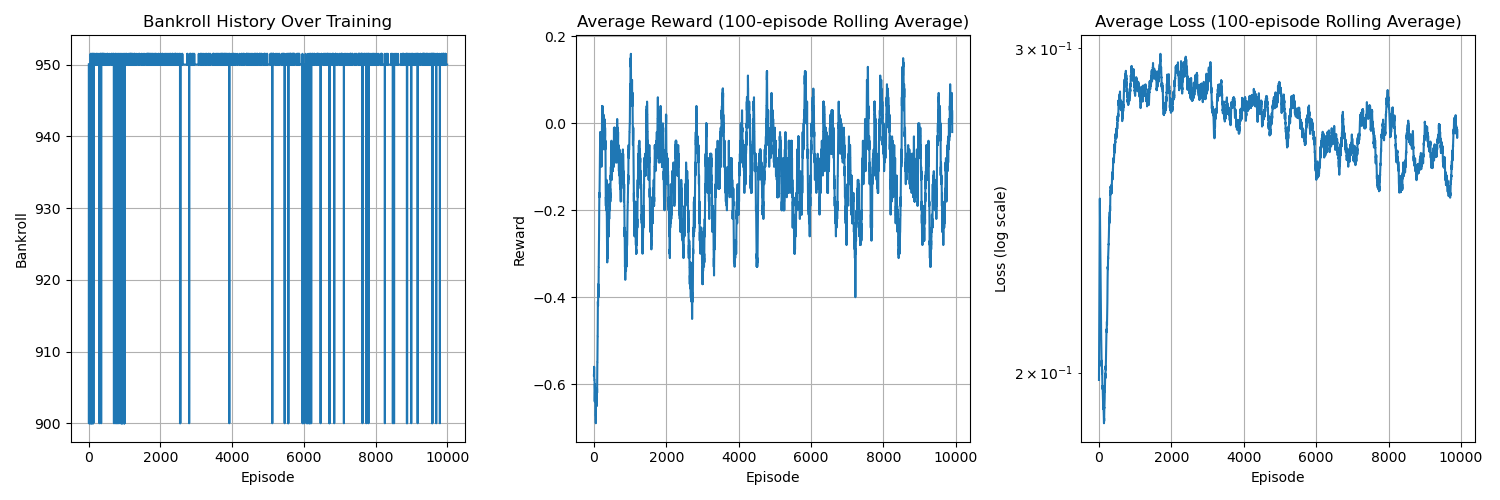 Bankroll History Over Training
950
940
930
920
910
900
Bankroll
0
2000
4000
6000
8000
10000
Episode
Average Reward (100-episode Rolling Average)
0.2
0.0
−0.2
−0.4
−0.6
Reward
0
2000
4000
6000
8000
10000
Episode
Average Loss (100-episode Rolling Average)
3 × 10⁻¹
2 × 10⁻¹
Loss (log scale)
0
2000
4000
6000
8000
10000
Episode